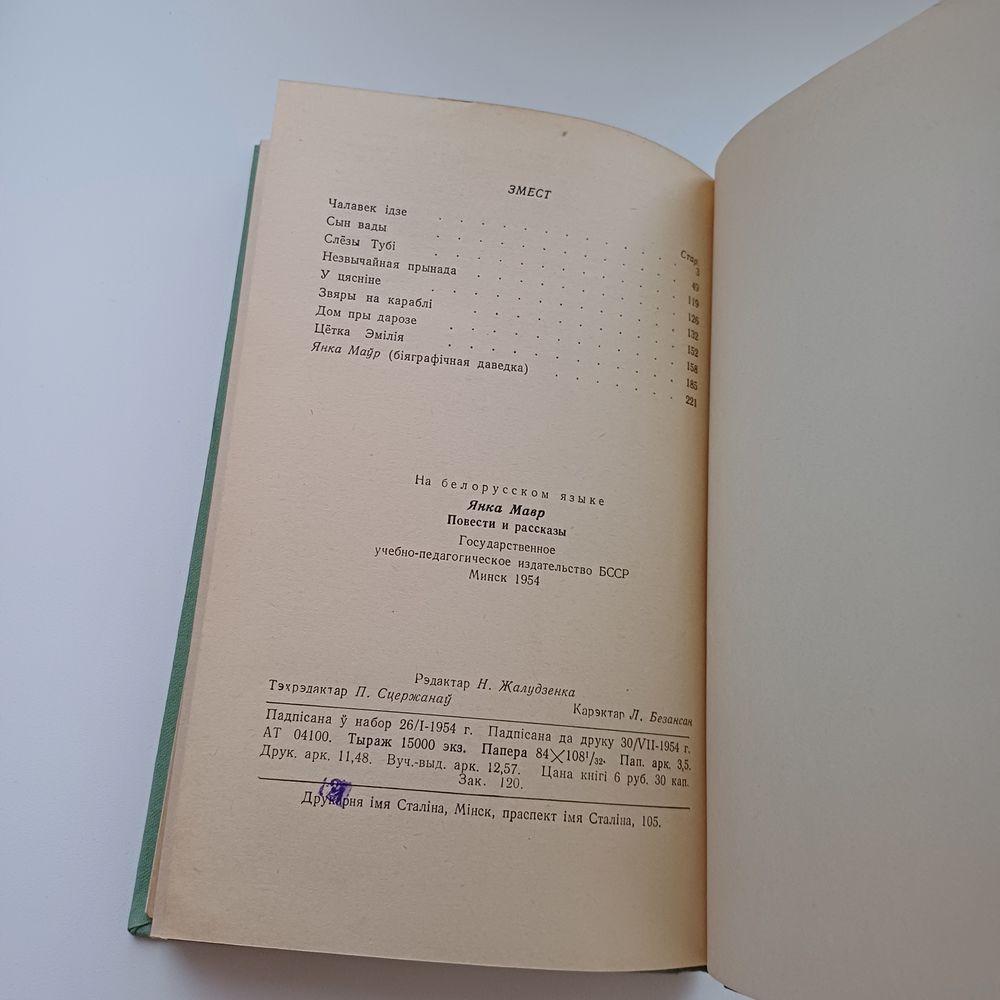 ЗМЕСТ
Стар.
Чалавек ідзе . . . . . . . . . . . . 3
Сын вады . . . . . . . . . . . . 49
Слёзы Тубі . . . . . . . . . . . . 119
Незвычайная прынада . . . . . . . . . . 126
У цясніне . . . . . . . . . . . . 132
Звяры на караблі . . . . . . . . . . . 152
Дом пры дарозе . . . . . . . . . . . 158
Цётка Эмілія . . . . . . . . . . . 185
Янка Маўр (біяграфічная даведка) . . . . . . . 221
На белорусском языке
Янка Мавр
Повести и рассказы
Государственное
учебно-педагогическое издательство БССР
Минск 1954
Рэдактар Н. Жалудзенка
Тэхрэдактар П. Сцержанаў Карэктар Л. Безансан
Падпісана ў набор 26/I-1954 г. Падпісана да друку 30/VII-1954 г.
АТ 04100. Тыраж 15000 экз. Папера 84×108¹/₃₂. Пап. арк. 3,5.
Друк. арк. 11,48. Вуч.-выд. арк. 12,57. Цана кнігі 6 руб. 30 кап.
Зак. 120.
Друкарня імя Сталіна, Мінск, праспект імя Сталіна, 105.